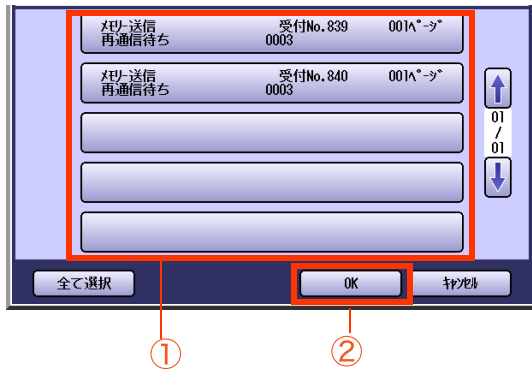 ﾒﾓﾘｰ送信 受付No.839 001ﾍﾟｰｼﾞ
再通信待ち 0003
ﾒﾓﾘｰ送信 受付No.840 001ﾍﾟｰｼﾞ
再通信待ち 0003
01
/
01
全て選択 OK ｷｬﾝｾﾙ
① ②